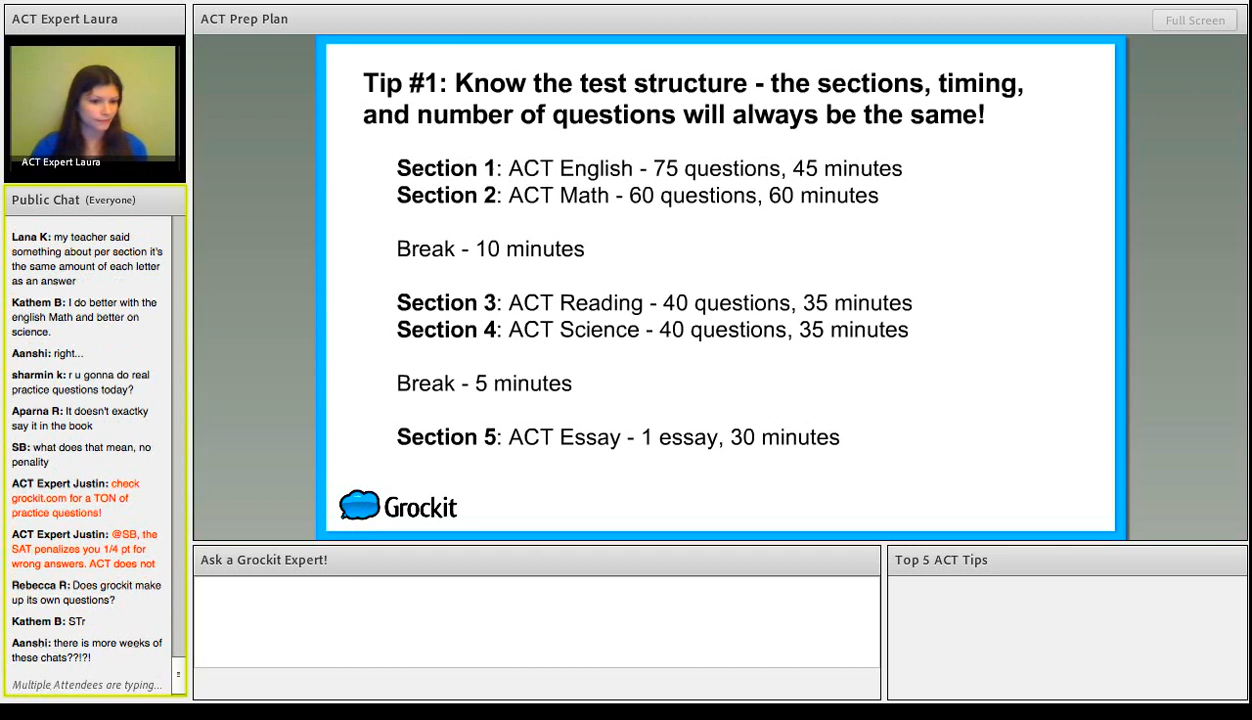 ACT Expert Laura
ACT Expert Laura
Public Chat (Everyone)
Lana K: my teacher said
something about per section it's
the same amount of each letter
as an answer
Kathem B: I do better with the
english Math and better on
science.
Aanshi: right...
sharmin k: r u gonna do real
practice questions today?
Aparna R: It doesn't exactky
say it in the book
SB: what does that mean, no
penality
ACT Expert Justin: check
grockit.com for a TON of
practice questions!
ACT Expert Justin: @SB, the
SAT penalizes you 1/4 pt for
wrong answers. ACT does not
Rebecca R: Does grockit make
up its own questions?
Kathem B: STr
Aanshi: there is more weeks of
these chats??!?!
Multiple Attendees are typing...
ACT Prep Plan
Full Screen
Tip #1: Know the test structure - the sections, timing,
and number of questions will always be the same!
Section 1: ACT English - 75 questions, 45 minutes
Section 2: ACT Math - 60 questions, 60 minutes
Break - 10 minutes
Section 3: ACT Reading - 40 questions, 35 minutes
Section 4: ACT Science - 40 questions, 35 minutes
Break - 5 minutes
Section 5: ACT Essay - 1 essay, 30 minutes
Grockit
Ask a Grockit Expert!
Top 5 ACT Tips